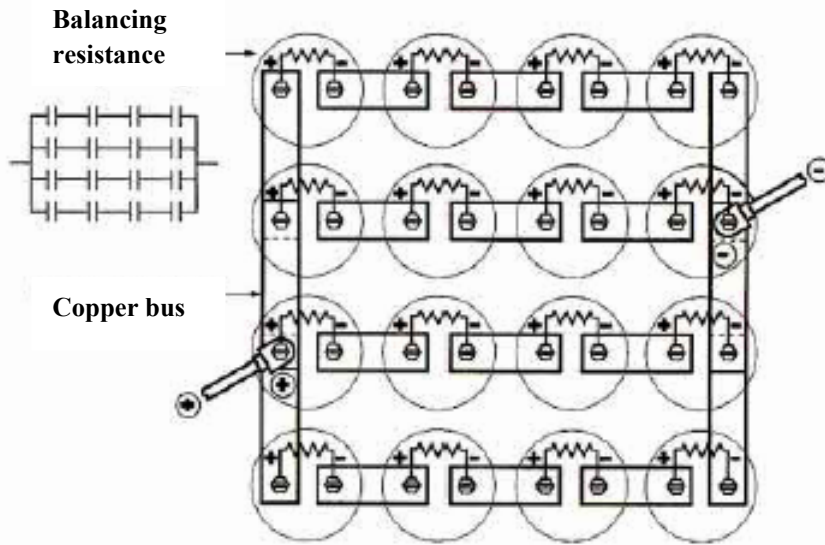 Balancing
resistance
+ - + - + - + -
+ - + - + - + -
-
-
Copper bus
+ - + - + - + -
+
+
+ - + - + - + -